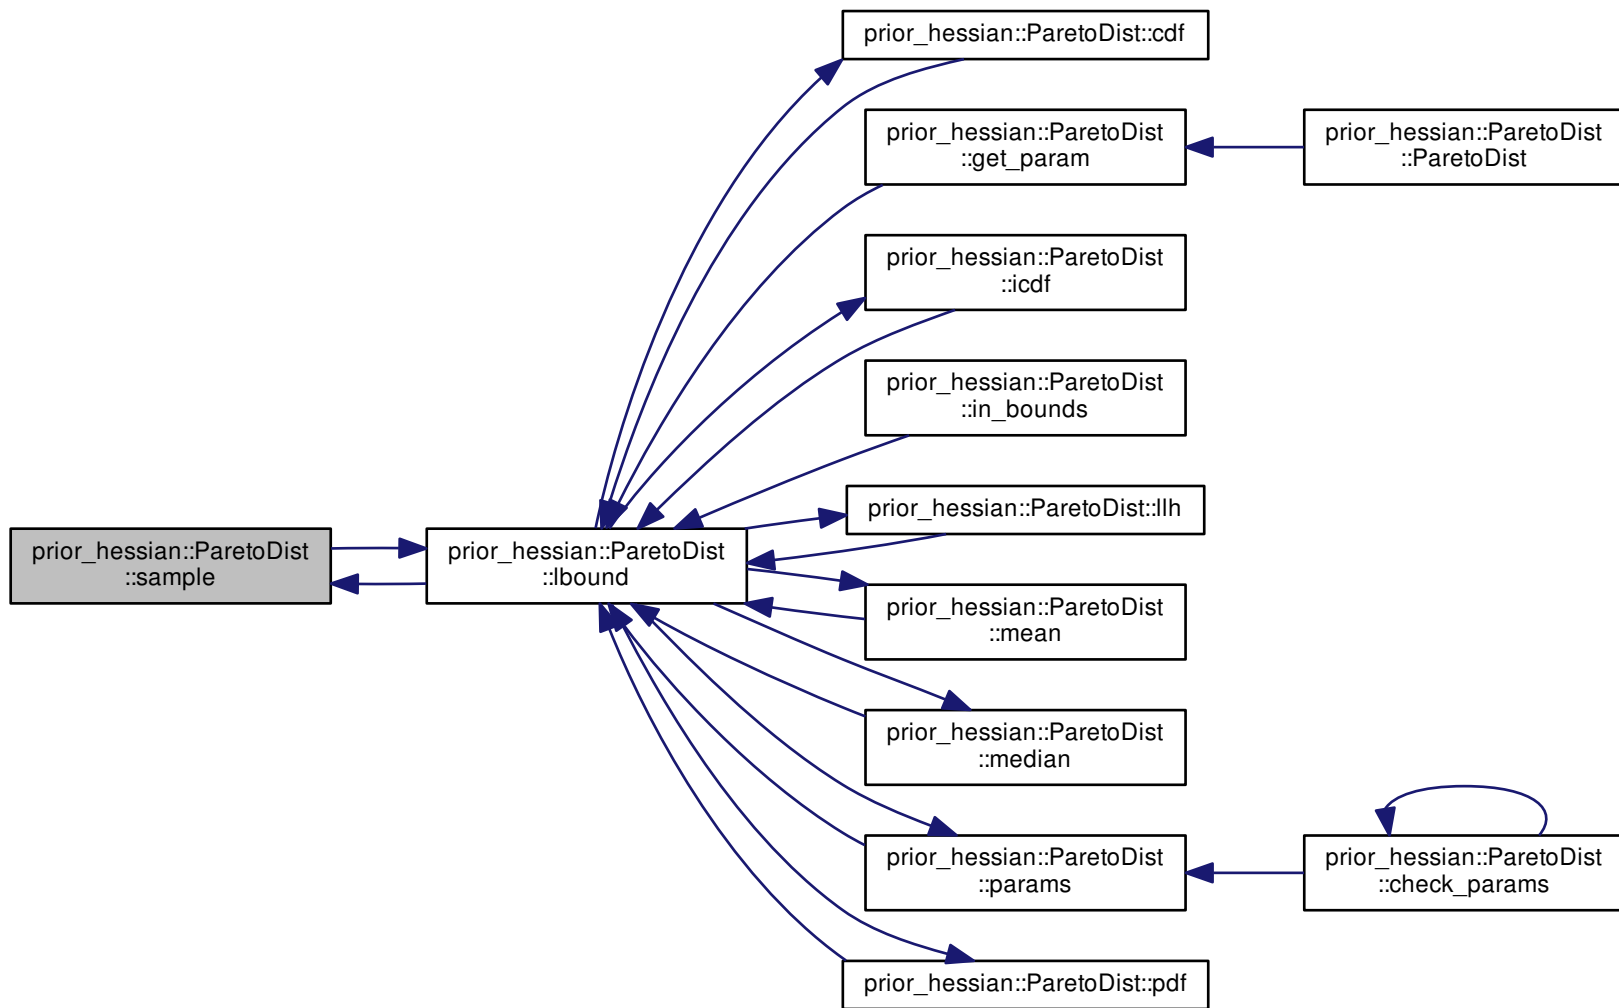 prior_hessian::ParetoDist::cdf
prior_hessian::ParetoDist
::get_param
prior_hessian::ParetoDist
::ParetoDist
prior_hessian::ParetoDist
::icdf
prior_hessian::ParetoDist
::in_bounds
prior_hessian::ParetoDist::llh
prior_hessian::ParetoDist
::sample
prior_hessian::ParetoDist
::lbound
prior_hessian::ParetoDist
::mean
prior_hessian::ParetoDist
::median
prior_hessian::ParetoDist
::params
prior_hessian::ParetoDist
::check_params
prior_hessian::ParetoDist::pdf